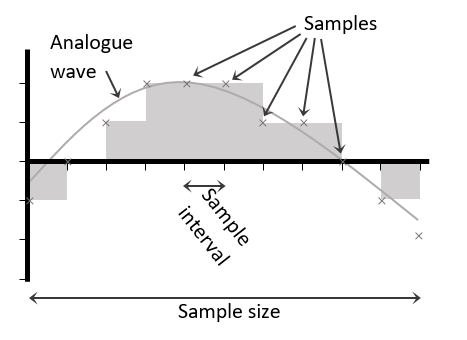 Samples
Analogue
wave
Sample
interval
Sample size